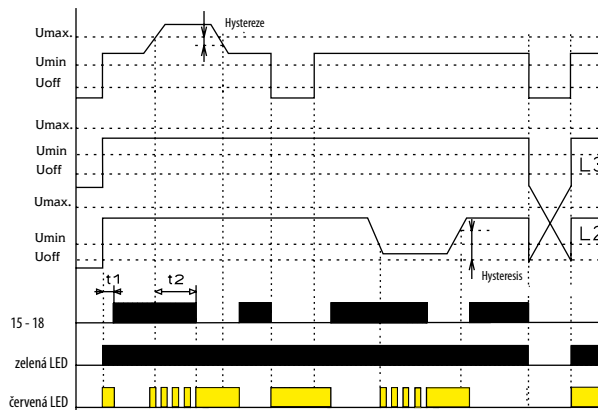 Hystereze
Umax.
Umin
Uoff
Umax.
Umin
Uoff
L3
Umax.
Umin
Uoff
L2
Hysteresis
t1
t2
15 - 18
zelená LED
červená LED